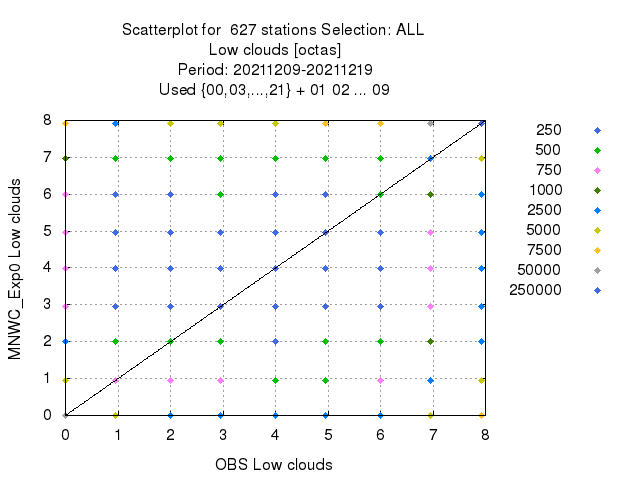 Scatterplot for  627 stations Selection: ALL
Low clouds [octas]
Period: 20211209-20211219
Used {00,03,...,21} + 01 02 ... 09
8
7
6
5
4
3
2
1
0
MNWC_Exp0 Low clouds
0 1 2 3 4 5 6 7 8
OBS Low clouds
250
500
750
1000
2500
5000
7500
50000
250000